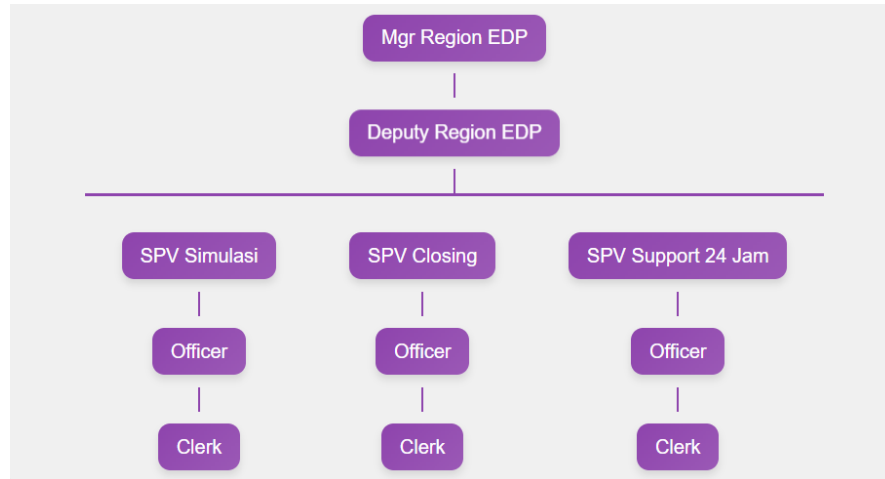 Mgr Region EDP
Deputy Region EDP
SPV Simulasi
SPV Closing
SPV Support 24 Jam
Officer
Officer
Officer
Clerk
Clerk
Clerk